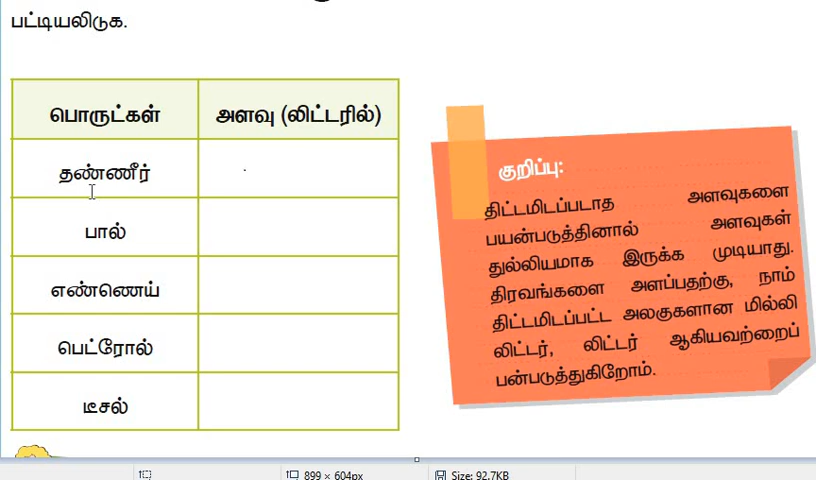 பட்டியலிடுக.
பொருட்கள் அளவு (லிட்டரில்)
தண்ணீர்
பால்
எண்ணெய்
பெட்ரோல்
டீசல்
குறிப்பு:
திட்டமிடப்படாத அளவுகளை
பயன்படுத்தினால் அளவுகள்
துல்லியமாக இருக்க முடியாது.
திரவங்களை அளப்பதற்கு, நாம்
திட்டமிடப்பட்ட அலகுகளான மில்லி
லிட்டர், லிட்டர் ஆகியவற்றைப்
பன்படுத்துகிறோம்.
899 × 604px Size: 92.7KB